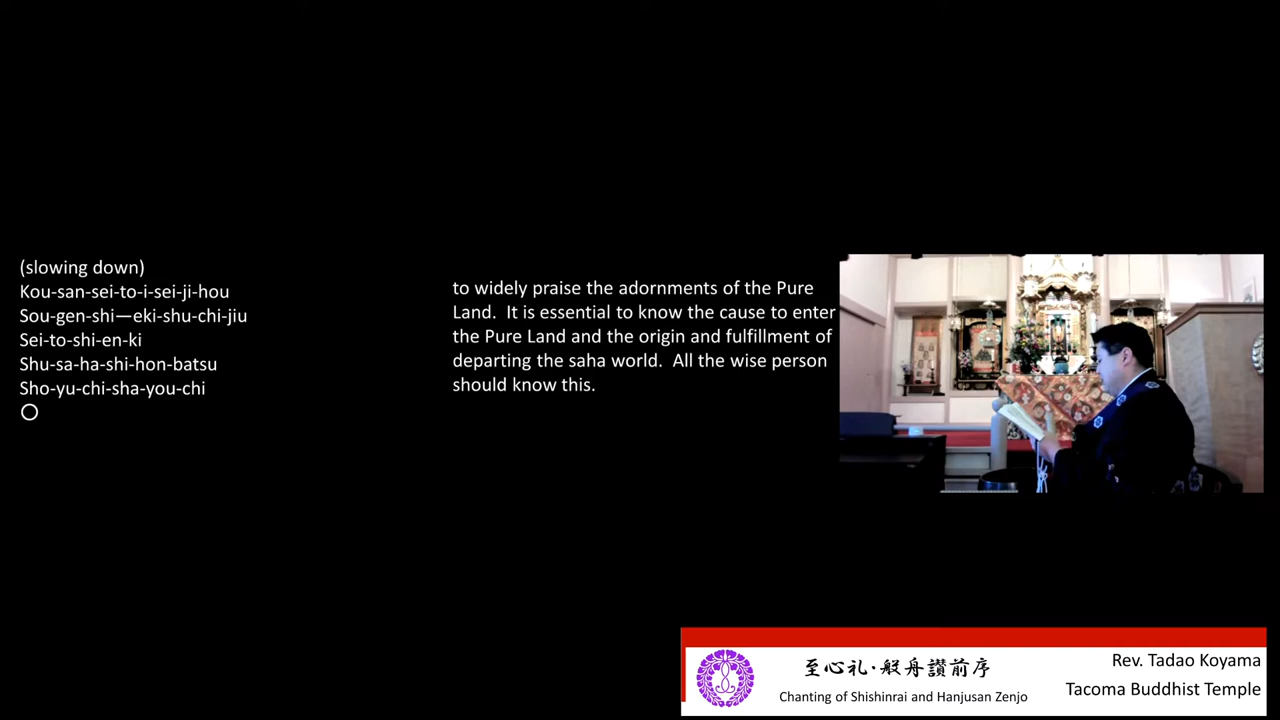 (slowing down)
Kou-san-sei-to-i-sei-ji-hou
Sou-gen-shi—eki-shu-chi-jiu
Sei-to-shi-en-ki
Shu-sa-ha-shi-hon-batsu
Sho-yu-chi-sha-you-chi
to widely praise the adornments of the Pure
Land.  It is essential to know the cause to enter
the Pure Land and the origin and fulfillment of
departing the saha world.  All the wise person
should know this.
至心礼·般舟讃前序
Chanting of Shishinrai and Hanjusan Zenjo
Rev. Tadao Koyama
Tacoma Buddhist Temple